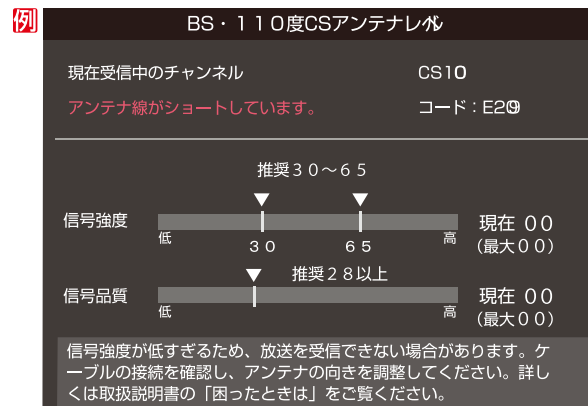 例
BS・110度CSアンテナレベル
現在受信中のチャンネル CS10
アンテナ線がショートしています。 コード：E209
推奨30～65
信号強度 低 30 65 高 現在 00
(最大00)
推奨28以上
信号品質 低 高 現在 00
(最大00)
信号強度が低すぎるため、放送を受信できない場合があります。ケ
ーブルの接続を確認し、アンテナの向きを調整してください。詳し
くは取扱説明書の「困ったときは」をご覧ください。